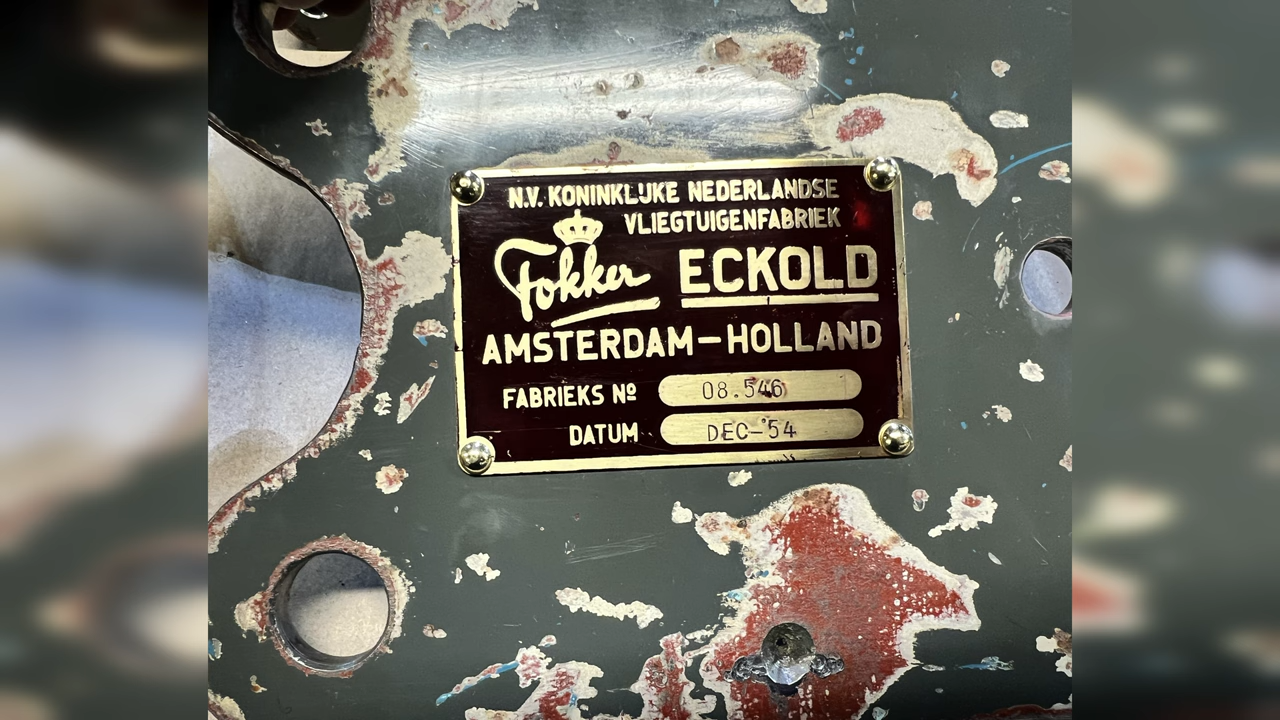 N.V. KONINKLIJKE NEDERLANDSE
VLIEGTUIGENFABRIEK
Fokker ECKOLD
AMSTERDAM–HOLLAND
FABRIEKS Nº 08.546
DATUM DEC–'54